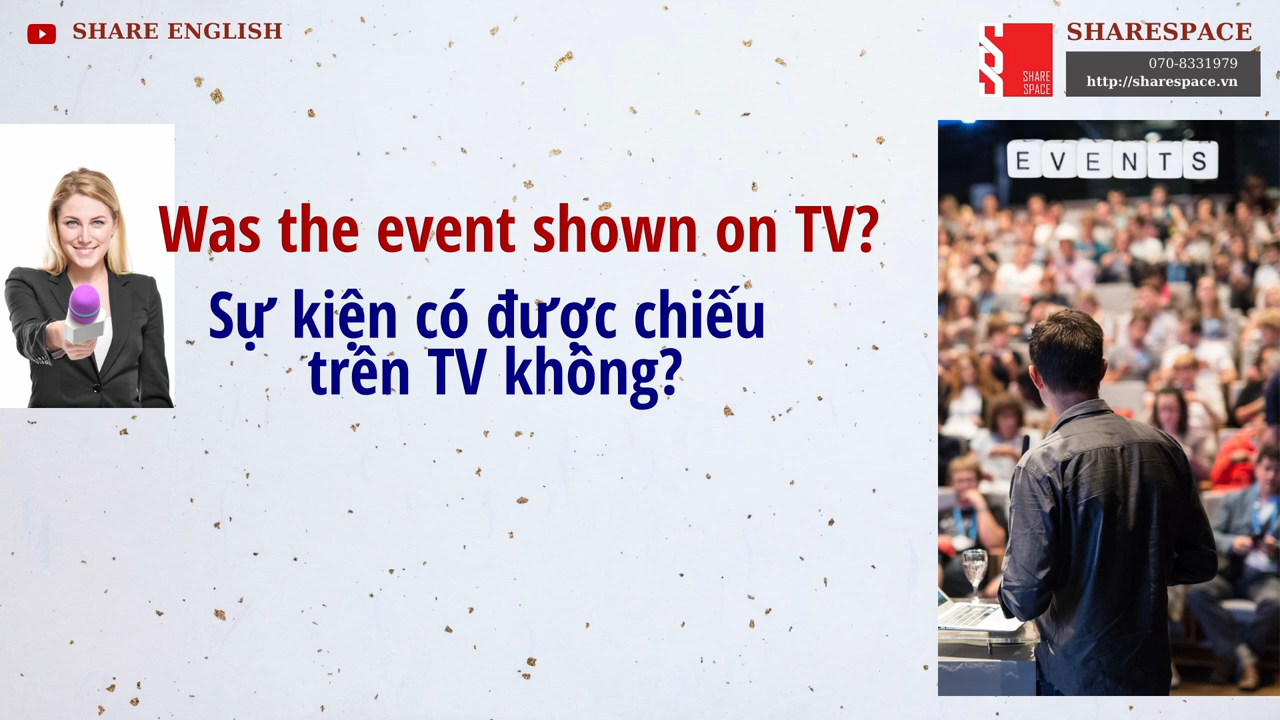 SHARE ENGLISH
SHARESPACE
070-8331979
http://sharespace.vn
SHARE
SPACE
EVENTS
Was the event shown on TV?
Sự kiện có được chiếu
trên TV không?